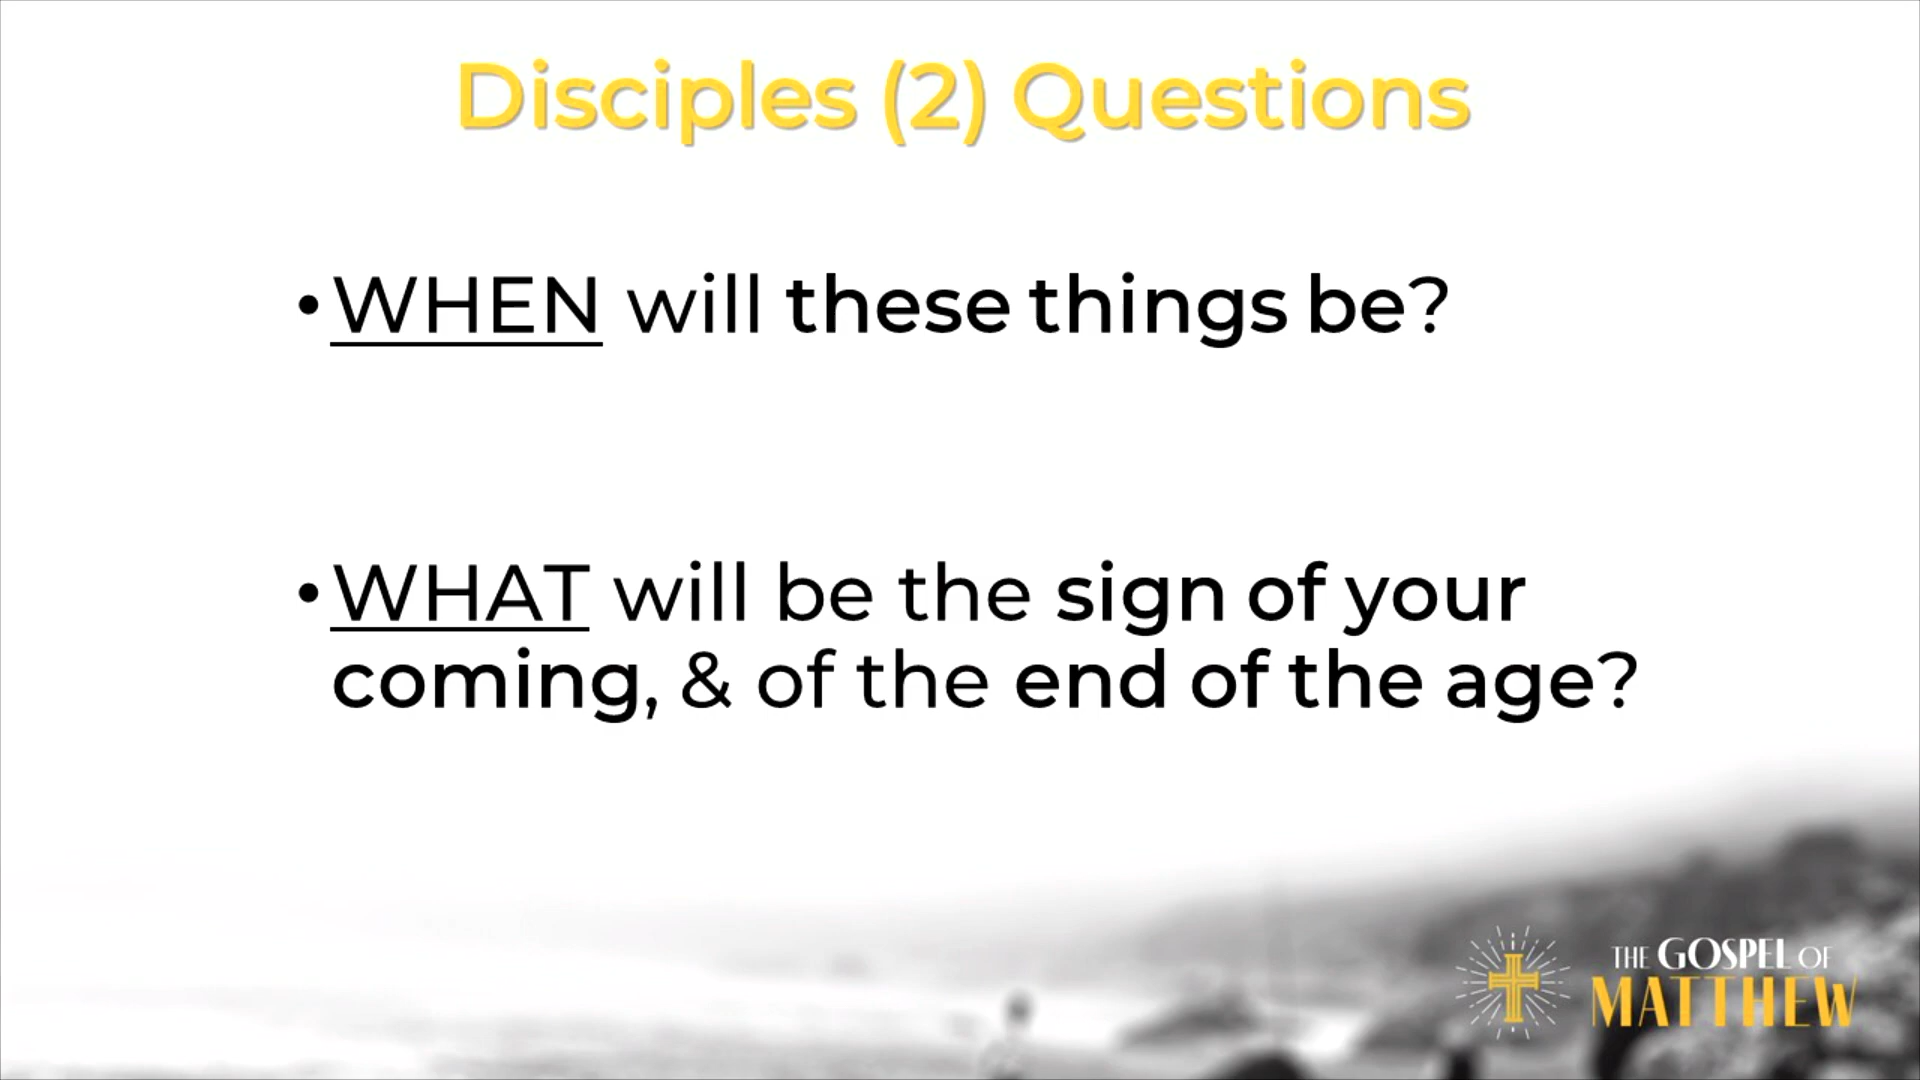 Disciples (2) Questions
•WHEN will these things be?
•WHAT will be the sign of your
coming, & of the end of the age?
THE GOSPEL OF
MATTHEW